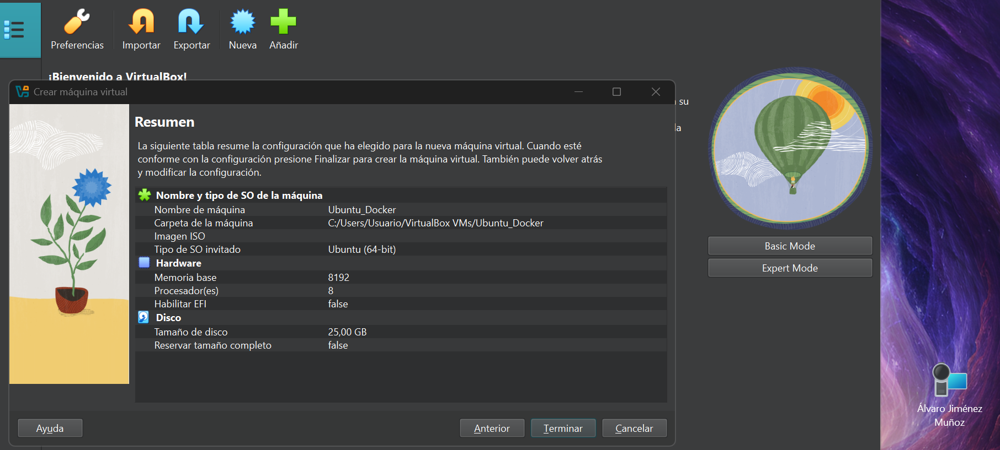 Preferencias
Importar
Exportar
Nueva
Añadir
¡Bienvenido a VirtualBox!
Crear máquina virtual
su
la
Resumen
La siguiente tabla resume la configuración que ha elegido para la nueva máquina virtual. Cuando esté
conforme con la configuración presione Finalizar para crear la máquina virtual. También puede volver atrás
y modificar la configuración.
Nombre y tipo de SO de la máquina
Nombre de máquina Ubuntu_Docker
Carpeta de la máquina C:/Users/Usuario/VirtualBox VMs/Ubuntu_Docker
Imagen ISO
Tipo de SO invitado Ubuntu (64-bit)
Hardware
Memoria base 8192
Procesador(es) 8
Habilitar EFI false
Disco
Tamaño de disco 25,00 GB
Reservar tamaño completo false
Ayuda
Anterior
Terminar
Cancelar
Basic Mode
Expert Mode
Álvaro Jiménez
Muñoz